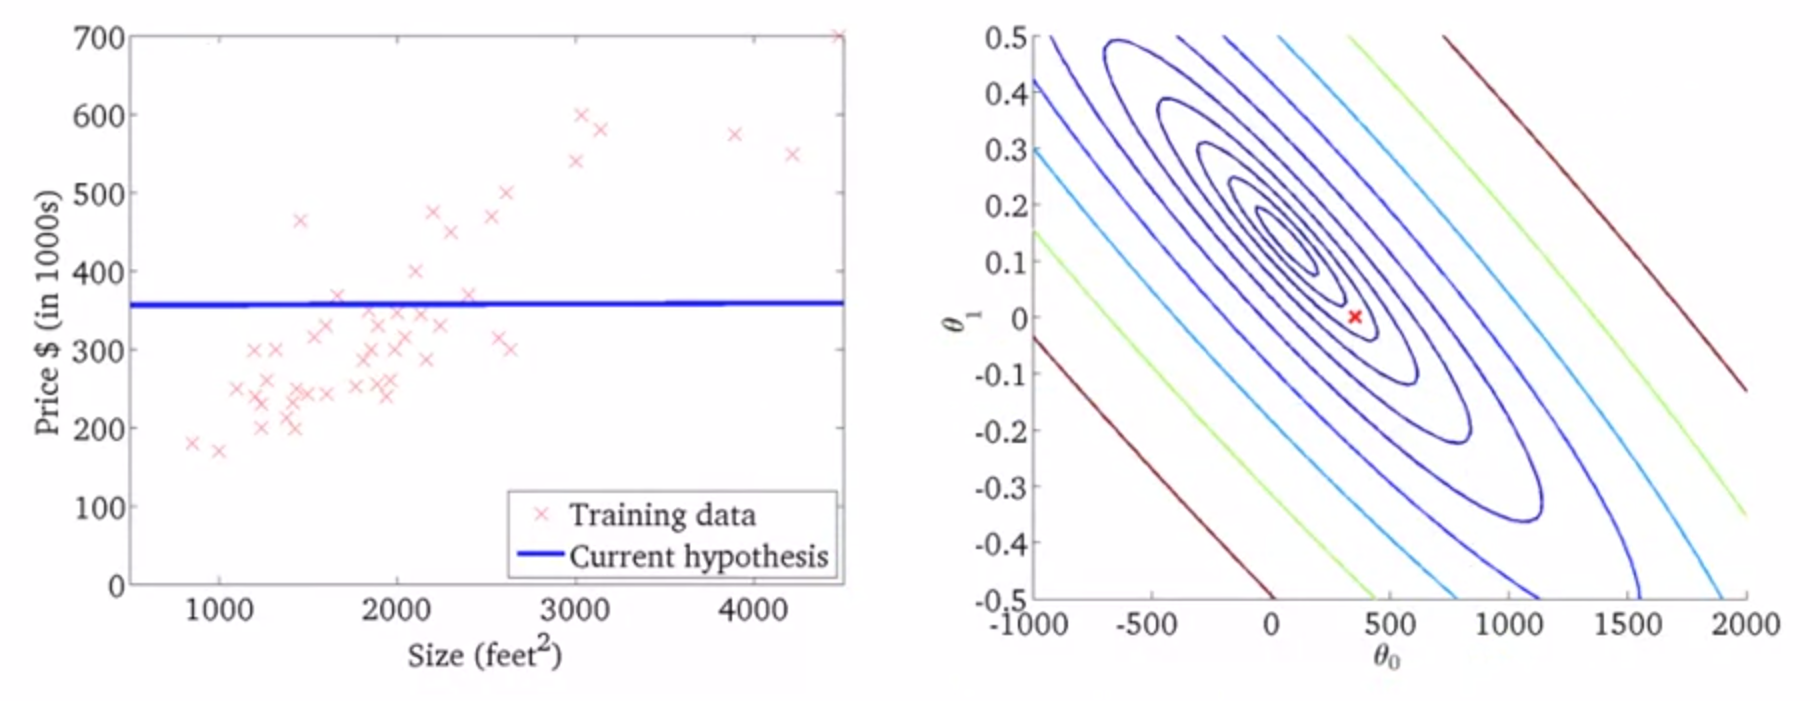 700
600
500
400
300
200
100
0
Price $ (in 1000s)
1000 2000 3000 4000
Size (feet²)
Training data
Current hypothesis
0.5
0.4
0.3
0.2
0.1
0
-0.1
-0.2
-0.3
-0.4
-0.5
θ₁
-1000 -500 0 500 1000 1500 2000
θ₀